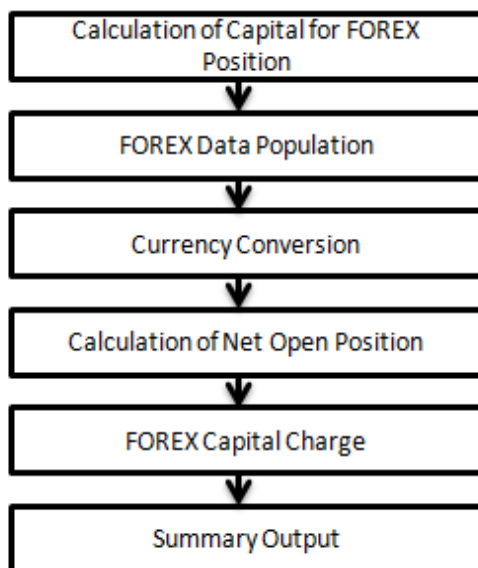 Calculation of Capital for FOREX
Position
FOREX Data Population
Currency Conversion
Calculation of Net Open Position
FOREX Capital Charge
Summary Output